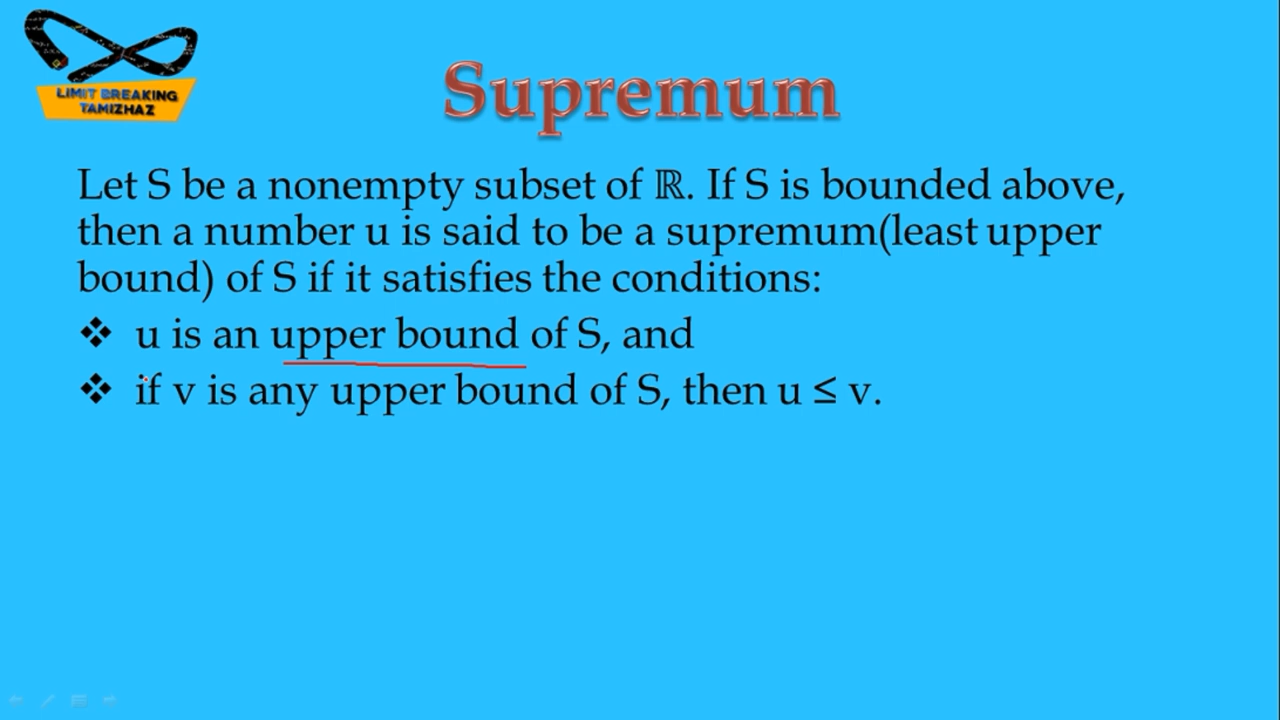 LIMIT BREAKING
TAMIZHAZ
Supremum
Let S be a nonempty subset of ℝ. If S is bounded above,
then a number u is said to be a supremum(least upper
bound) of S if it satisfies the conditions:
❖ u is an upper bound of S, and
❖ if v is any upper bound of S, then u ≤ v.